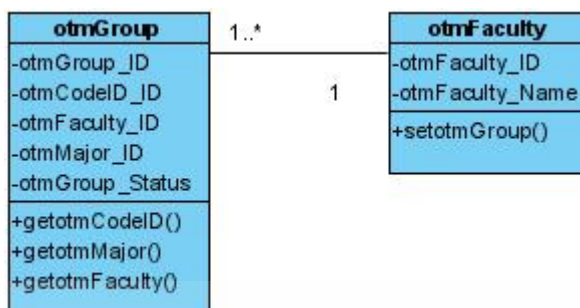 otmGroup
-otmGroup_ID
-otmCodeID_ID
-otmFaculty_ID
-otmMajor_ID
-otmGroup_Status
+getotmCodeID()
+getotmMajor()
+getotmFaculty()
1..*
1
otmFaculty
-otmFaculty_ID
-otmFaculty_Name
+setotmGroup()